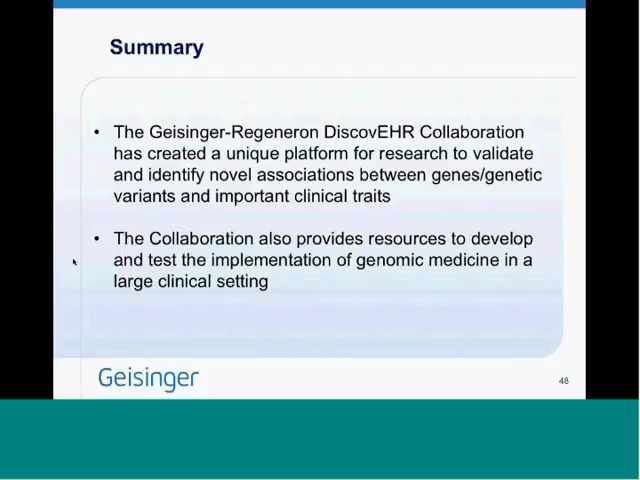 Summary
• The Geisinger-Regeneron DiscovEHR Collaboration
has created a unique platform for research to validate
and identify novel associations between genes/genetic
variants and important clinical traits
• The Collaboration also provides resources to develop
and test the implementation of genomic medicine in a
large clinical setting
Geisinger
48